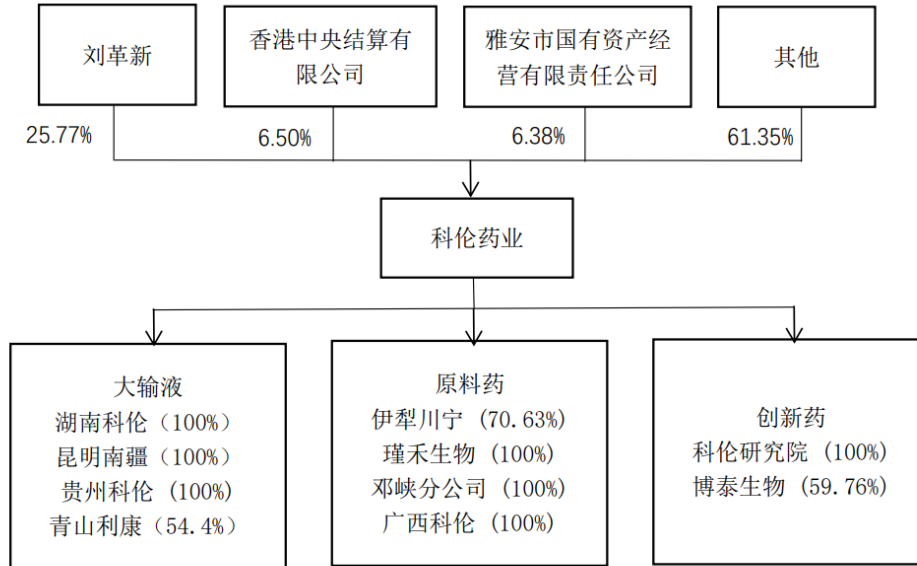 刘革新
香港中央结算有
限公司
雅安市国有资产经
营有限责任公司
其他
25.77%
6.50%
6.38%
61.35%
科伦药业
大输液
湖南科伦（100%）
昆明南疆（100%）
贵州科伦 (100%)
青山利康（54.4%）
原料药
伊犁川宁 (70.63%)
瑾禾生物 (100%)
邓峡分公司 (100%)
广西科伦 (100%)
创新药
科伦研究院 (100%)
博泰生物 (59.76%)